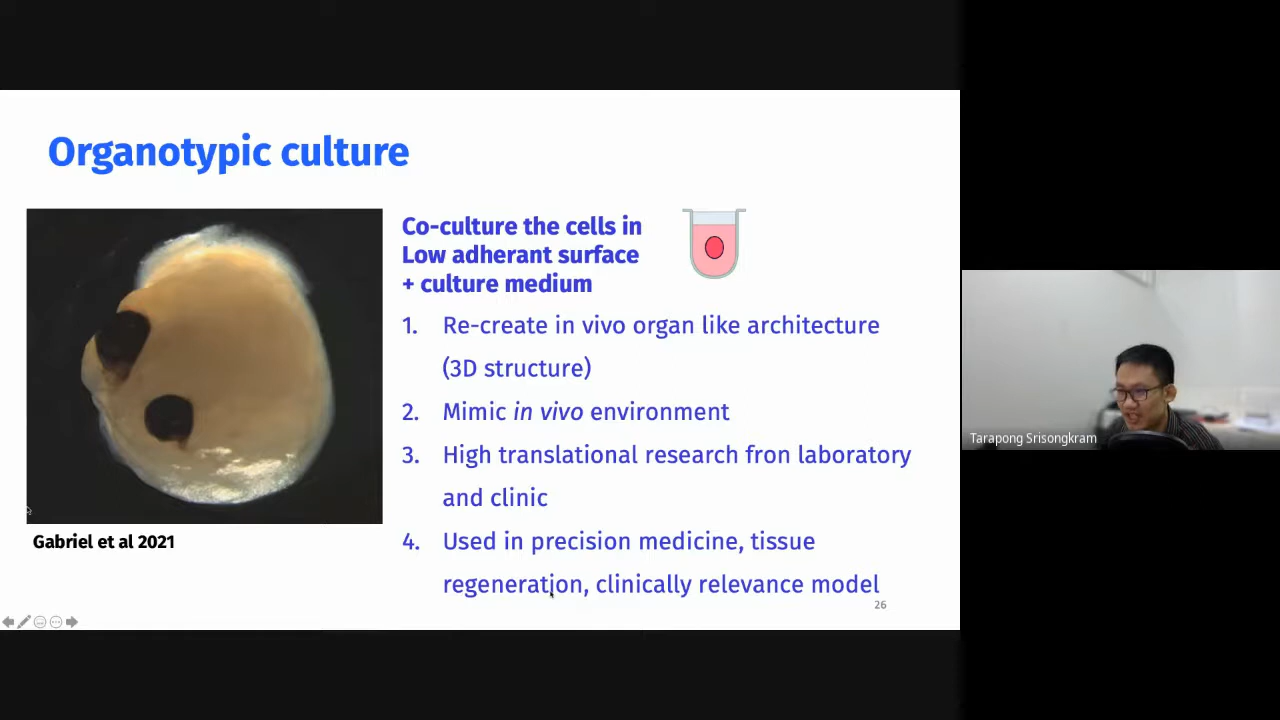 Organotypic culture
Co-culture the cells in
Low adherant surface
+ culture medium
1. Re-create in vivo organ like architecture
(3D structure)
2. Mimic in vivo environment
3. High translational research fron laboratory
and clinic
4. Used in precision medicine, tissue
regeneration, clinically relevance model
Gabriel et al 2021
26
Tarapong Srisongkram